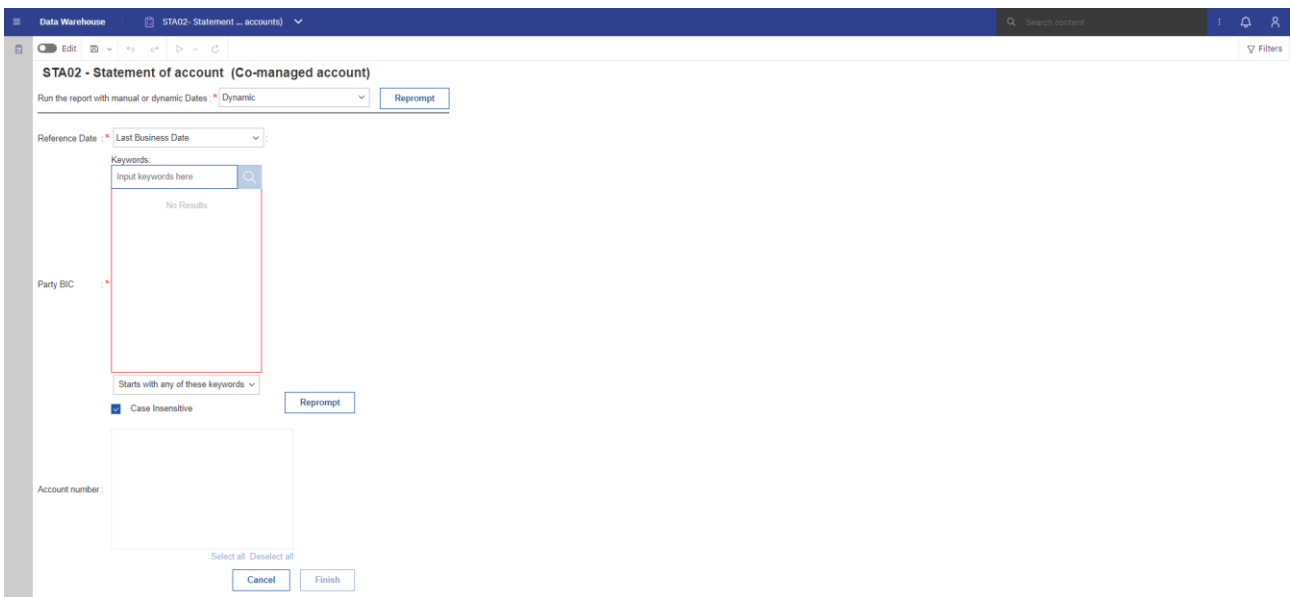 Data Warehouse
STA02- Statement ... accounts)
Search content
Edit
Filters
STA02 - Statement of account (Co-managed account)
Run the report with manual or dynamic Dates : * Dynamic
Reprompt
Reference Date : * Last Business Date :
Keywords:
Input keywords here
No Results
Party BIC : *
Starts with any of these keywords
Case Insensitive
Reprompt
Account number :
Select all Deselect all
Cancel
Finish